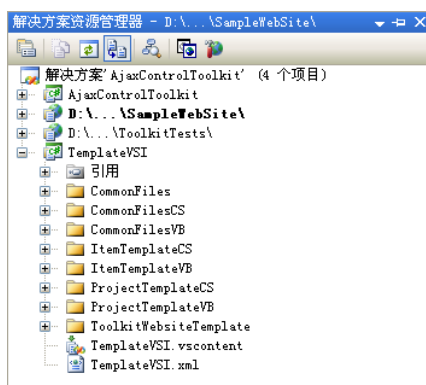 解决方案资源管理器 - D:\...\SampleWebSite\
解决方案'AjaxControlToolkit' (4 个项目)
AjaxControlToolkit
D:\...\SampleWebSite\
D:\...\ToolkitTests\
TemplateVSI
引用
CommonFiles
CommonFilesCS
CommonFilesVB
ItemTemplateCS
ItemTemplateVB
ProjectTemplateCS
ProjectTemplateVB
ToolkitWebsiteTemplate
TemplateVSI.vscontent
TemplateVSI.xml